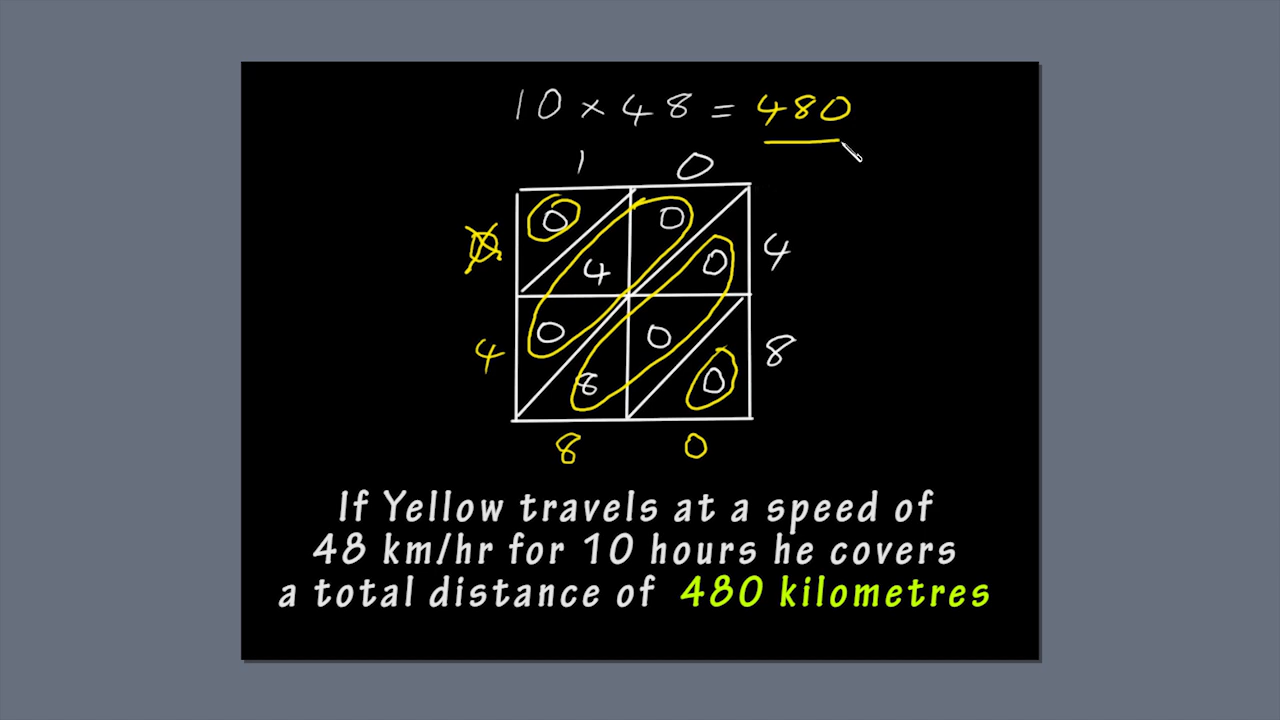 10 × 48 = 480
1 0
0 0
0 4
4 0
0 0
4 8
8 0
8 0
If Yellow travels at a speed of
48 km/hr for 10 hours he covers
a total distance of 480 kilometres